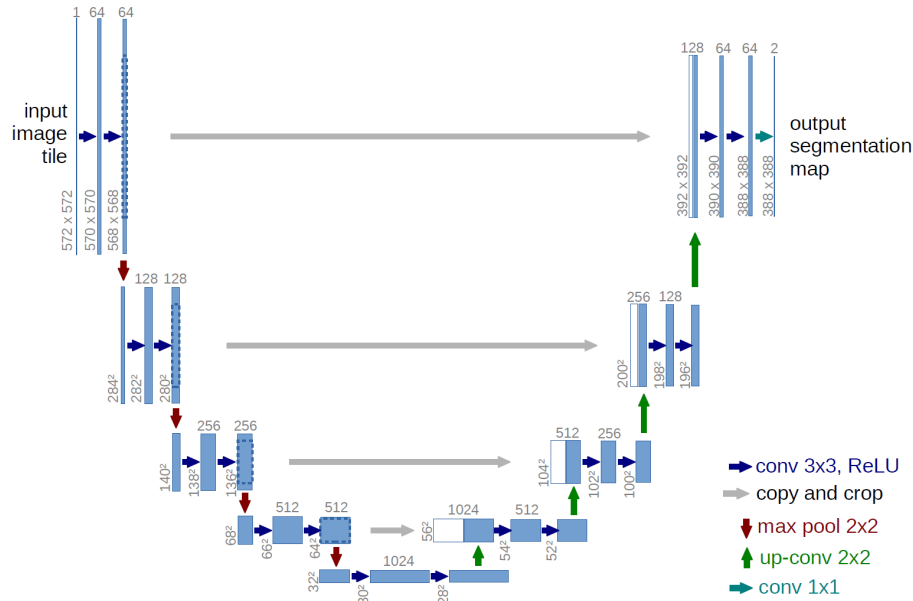 1 64 64
128 64 64 2
input
image
tile
output
segmentation
map
572 x 572
570 x 570
568 x 568
392 x 392
390 x 390
388 x 388
388 x 388
128 128
256 128
284²
282²
280²
200²
198²
196²
256 256
512 256
140²
138²
136²
104²
102²
100²
512 512
1024 512
68²
66²
64²
56²
54²
52²
1024
32²
30²
28²
conv 3x3, ReLU
copy and crop
max pool 2x2
up-conv 2x2
conv 1x1